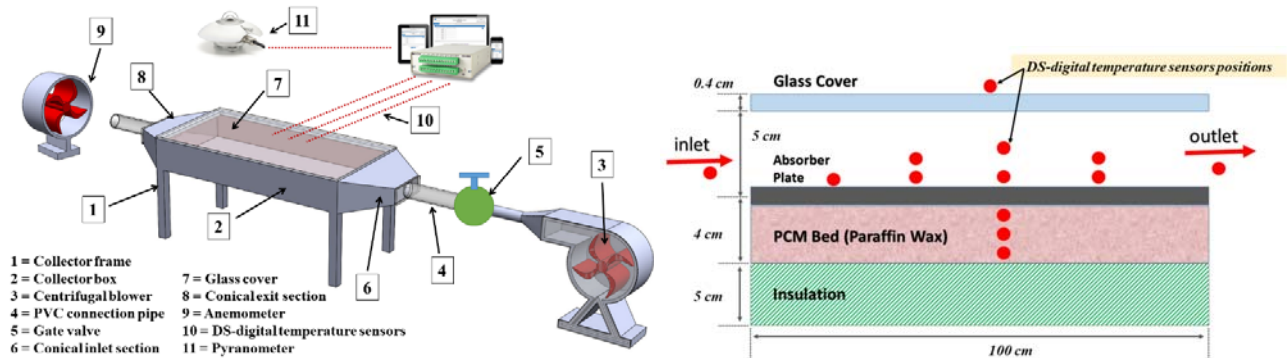 11
9
8
7
10
5
3
1
2
4
6
1 = Collector frame
2 = Collector box
3 = Centrifugal blower
4 = PVC connection pipe
5 = Gate valve
6 = Conical inlet section
7 = Glass cover
8 = Conical exit section
9 = Anemometer
10 = DS-digital temperature sensors
11 = Pyranometer
DS-digital temperature sensors positions
Glass Cover
0.4 cm
5 cm
inlet
outlet
Absorber
Plate
PCM Bed (Paraffin Wax)
4 cm
Insulation
5 cm
100 cm